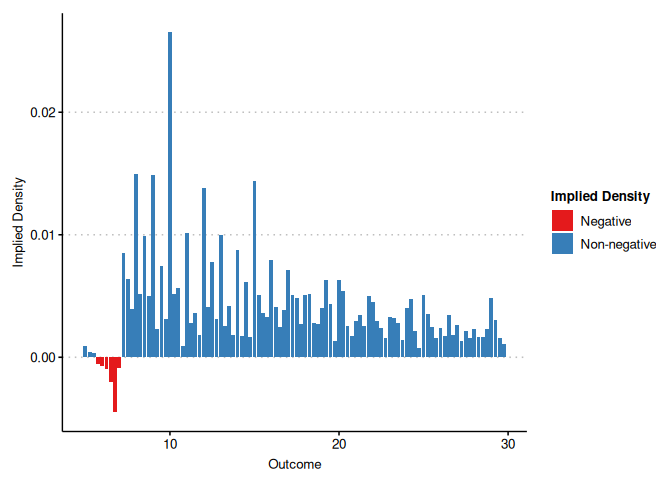 Implied Density
0.02
0.01
0.00
10
20
30
Outcome
Implied Density
Negative
Non-negative